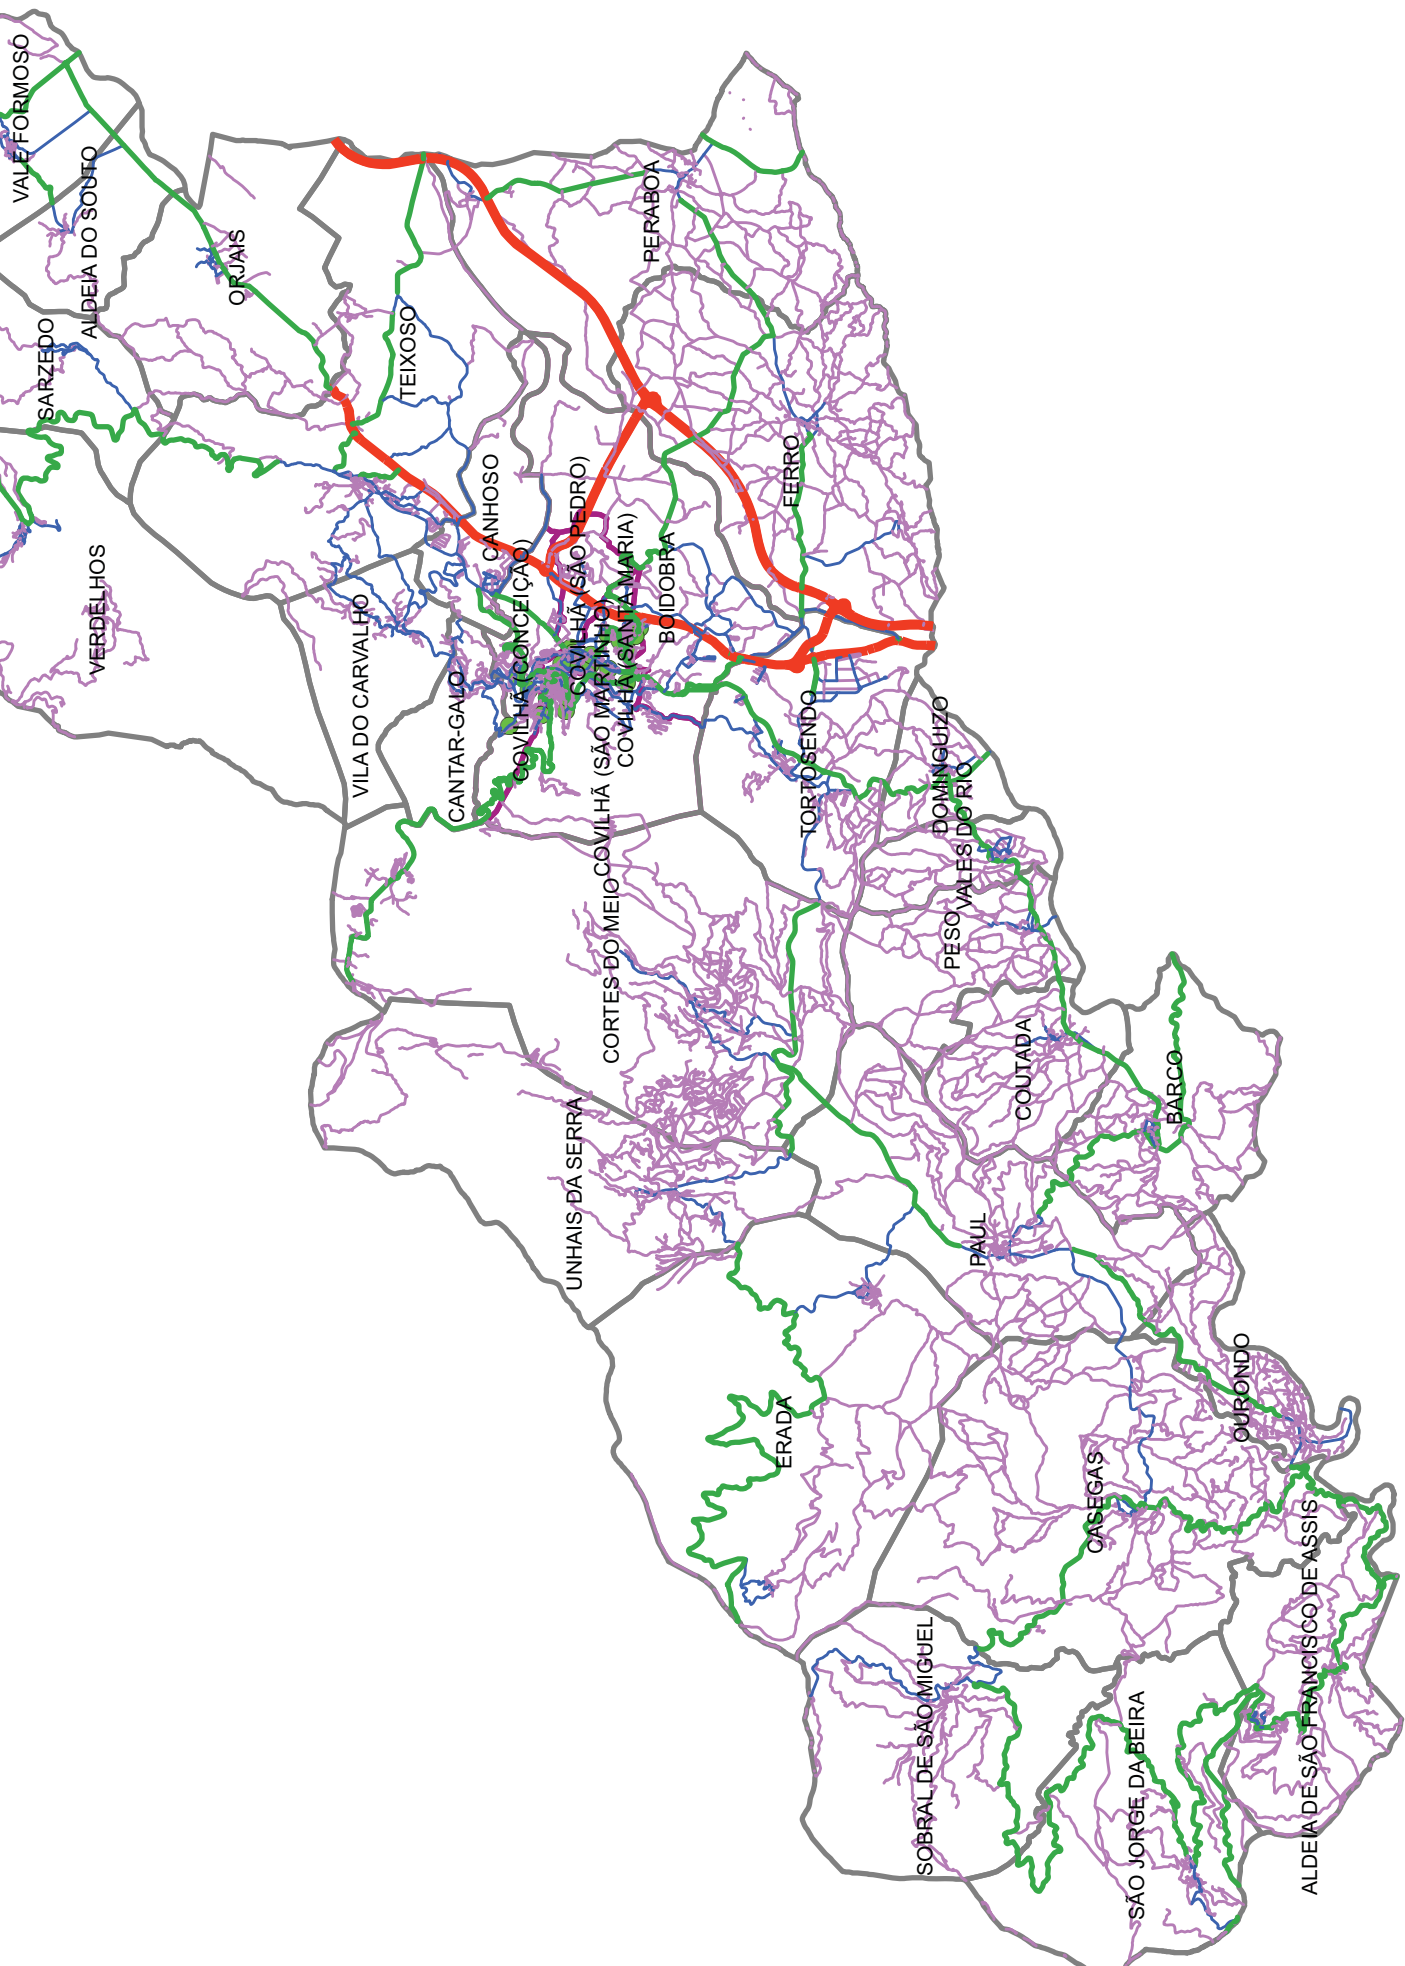 VALE FORMOSO
ALDEIA DO SOUTO
SARZEDO
ORJAIS
VERDELHOS
TEIXOSO
VILA DO CARVALHO
CANTAR-GALO
CANHOSO
COVILHÃ (CONCEIÇÃO)
COVILHÃ (SÃO PEDRO)
COVILHÃ (SÃO MARTINHO)
COVILHÃ (SANTA MARIA)
BOIDOBRA
PERABOA
FERRO
TORTOSENDO
DOMINGUIZO
VALES DO RIO
PESO
CORTES DO MEIO
UNHAIS DA SERRA
COUTADA
BARCO
PAUL
ERADA
OURONDO
CASEGAS
SOBRAL DE SÃO MIGUEL
SÃO JORGE DA BEIRA
ALDEIA DE SÃO FRANCISCO DE ASSIS